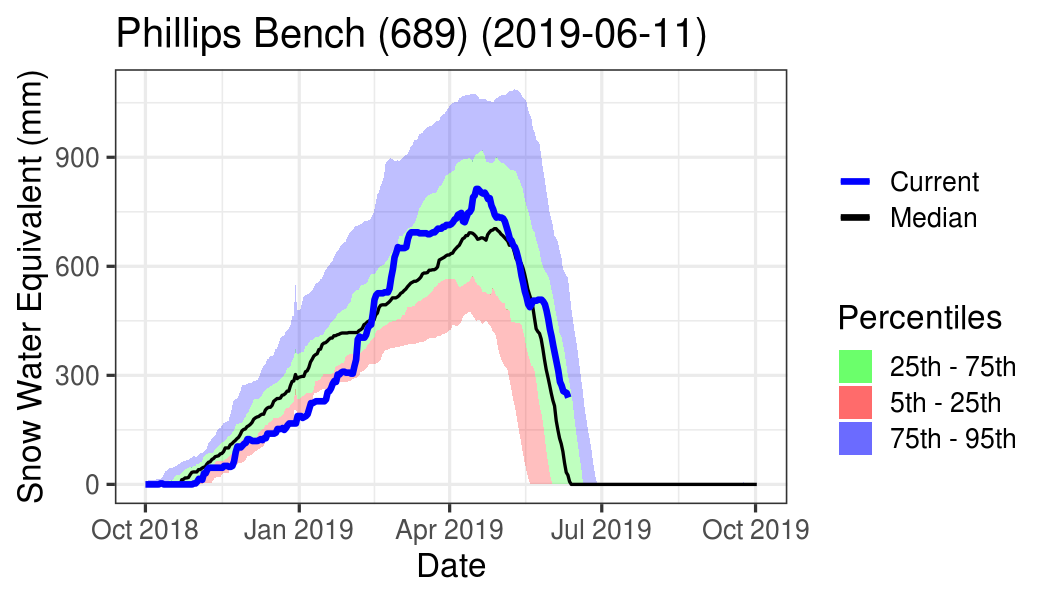 Phillips Bench (689) (2019-06-11)
Snow Water Equivalent (mm)
900
600
300
0
Oct 2018
Jan 2019
Apr 2019
Jul 2019
Oct 2019
Date
Current
Median
Percentiles
25th - 75th
5th - 25th
75th - 95th